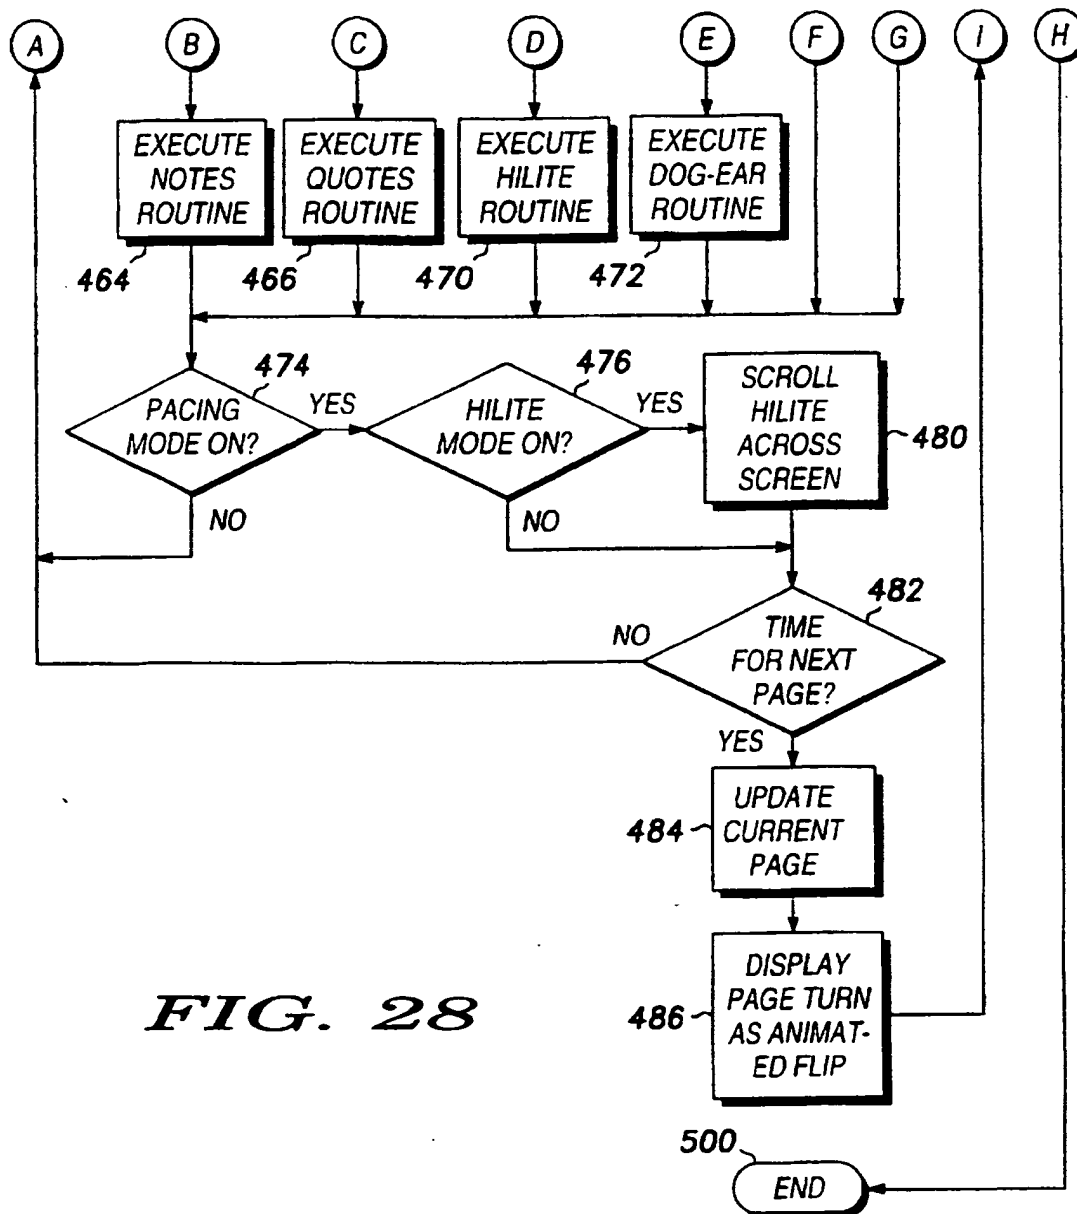 A B C D E F G I H
EXECUTE
NOTES
ROUTINE
464
EXECUTE
QUOTES
ROUTINE
466
EXECUTE
HILITE
ROUTINE
470
EXECUTE
DOG-EAR
ROUTINE
472
PACING
MODE ON?
474
YES
NO
HILITE
MODE ON?
476
YES
NO
SCROLL
HILITE
ACROSS
SCREEN
480
TIME
FOR NEXT
PAGE?
482
NO
YES
UPDATE
CURRENT
PAGE
484
DISPLAY
PAGE TURN
AS ANIMAT-
ED FLIP
486
FIG. 28
500
END